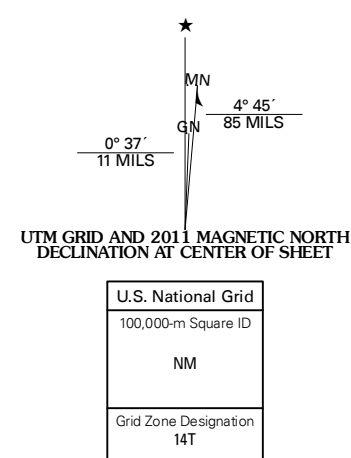 ★
MN
GN
4° 45´
85 MILS
0° 37´
11 MILS
UTM GRID AND 2011 MAGNETIC NORTH
DECLINATION AT CENTER OF SHEET
U.S. National Grid
100,000-m Square ID
NM
Grid Zone Designation
14T